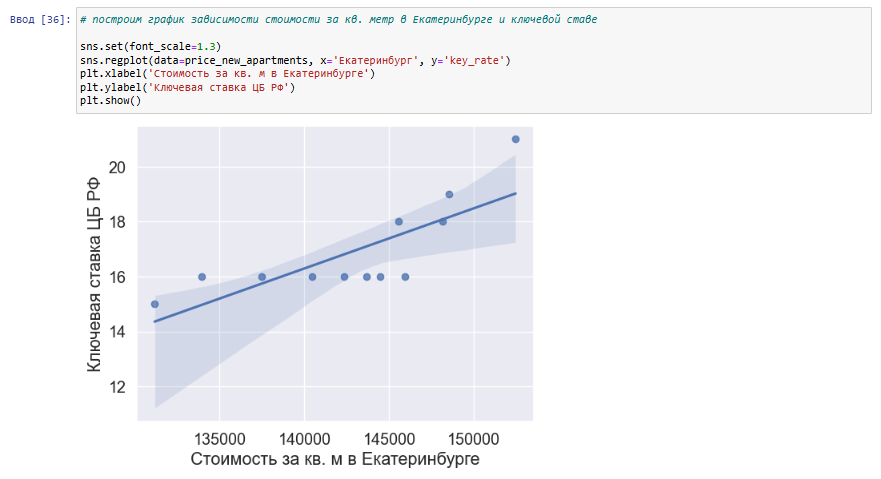 Ввод [36]: # построим график зависимости стоимости за кв. метр в Екатеринбурге и ключевой ставе
sns.set(font_scale=1.3)
sns.regplot(data=price_new_apartments, x='Екатеринбург', y='key_rate')
plt.xlabel('Стоимость за кв. м в Екатеринбурге')
plt.ylabel('Ключевая ставка ЦБ РФ')
plt.show()
Ключевая ставка ЦБ РФ
20
18
16
14
12
135000 140000 145000 150000
Стоимость за кв. м в Екатеринбурге